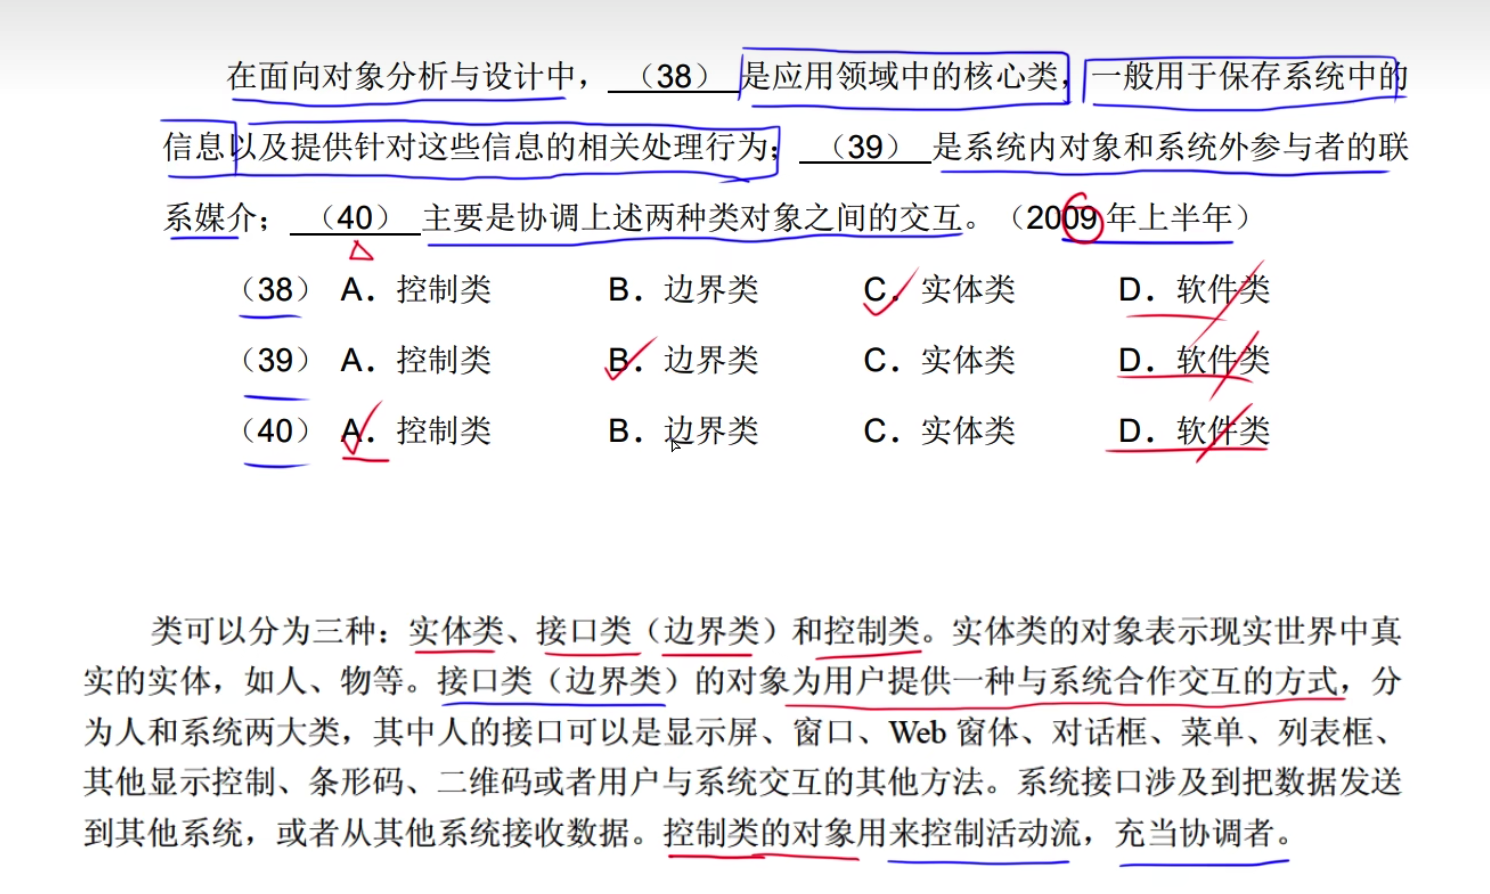 在面向对象分析与设计中，（38）是应用领域中的核心类，一般用于保存系统中的
信息以及提供针对这些信息的相关处理行为；（39）是系统内对象和系统外参与者的联
系媒介；（40）主要是协调上述两种类对象之间的交互。（2009 年上半年）
（38） A．控制类 B．边界类 C．实体类 D．软件类
（39） A．控制类 B．边界类 C．实体类 D．软件类
（40） A．控制类 B．边界类 C．实体类 D．软件类
类可以分为三种：实体类、接口类（边界类）和控制类。实体类的对象表示现实世界中真
实的实体，如人、物等。接口类（边界类）的对象为用户提供一种与系统合作交互的方式，分
为人和系统两大类，其中人的接口可以是显示屏、窗口、Web 窗体、对话框、菜单、列表框、
其他显示控制、条形码、二维码或者用户与系统交互的其他方法。系统接口涉及到把数据发送
到其他系统，或者从其他系统接收数据。控制类的对象用来控制活动流，充当协调者。